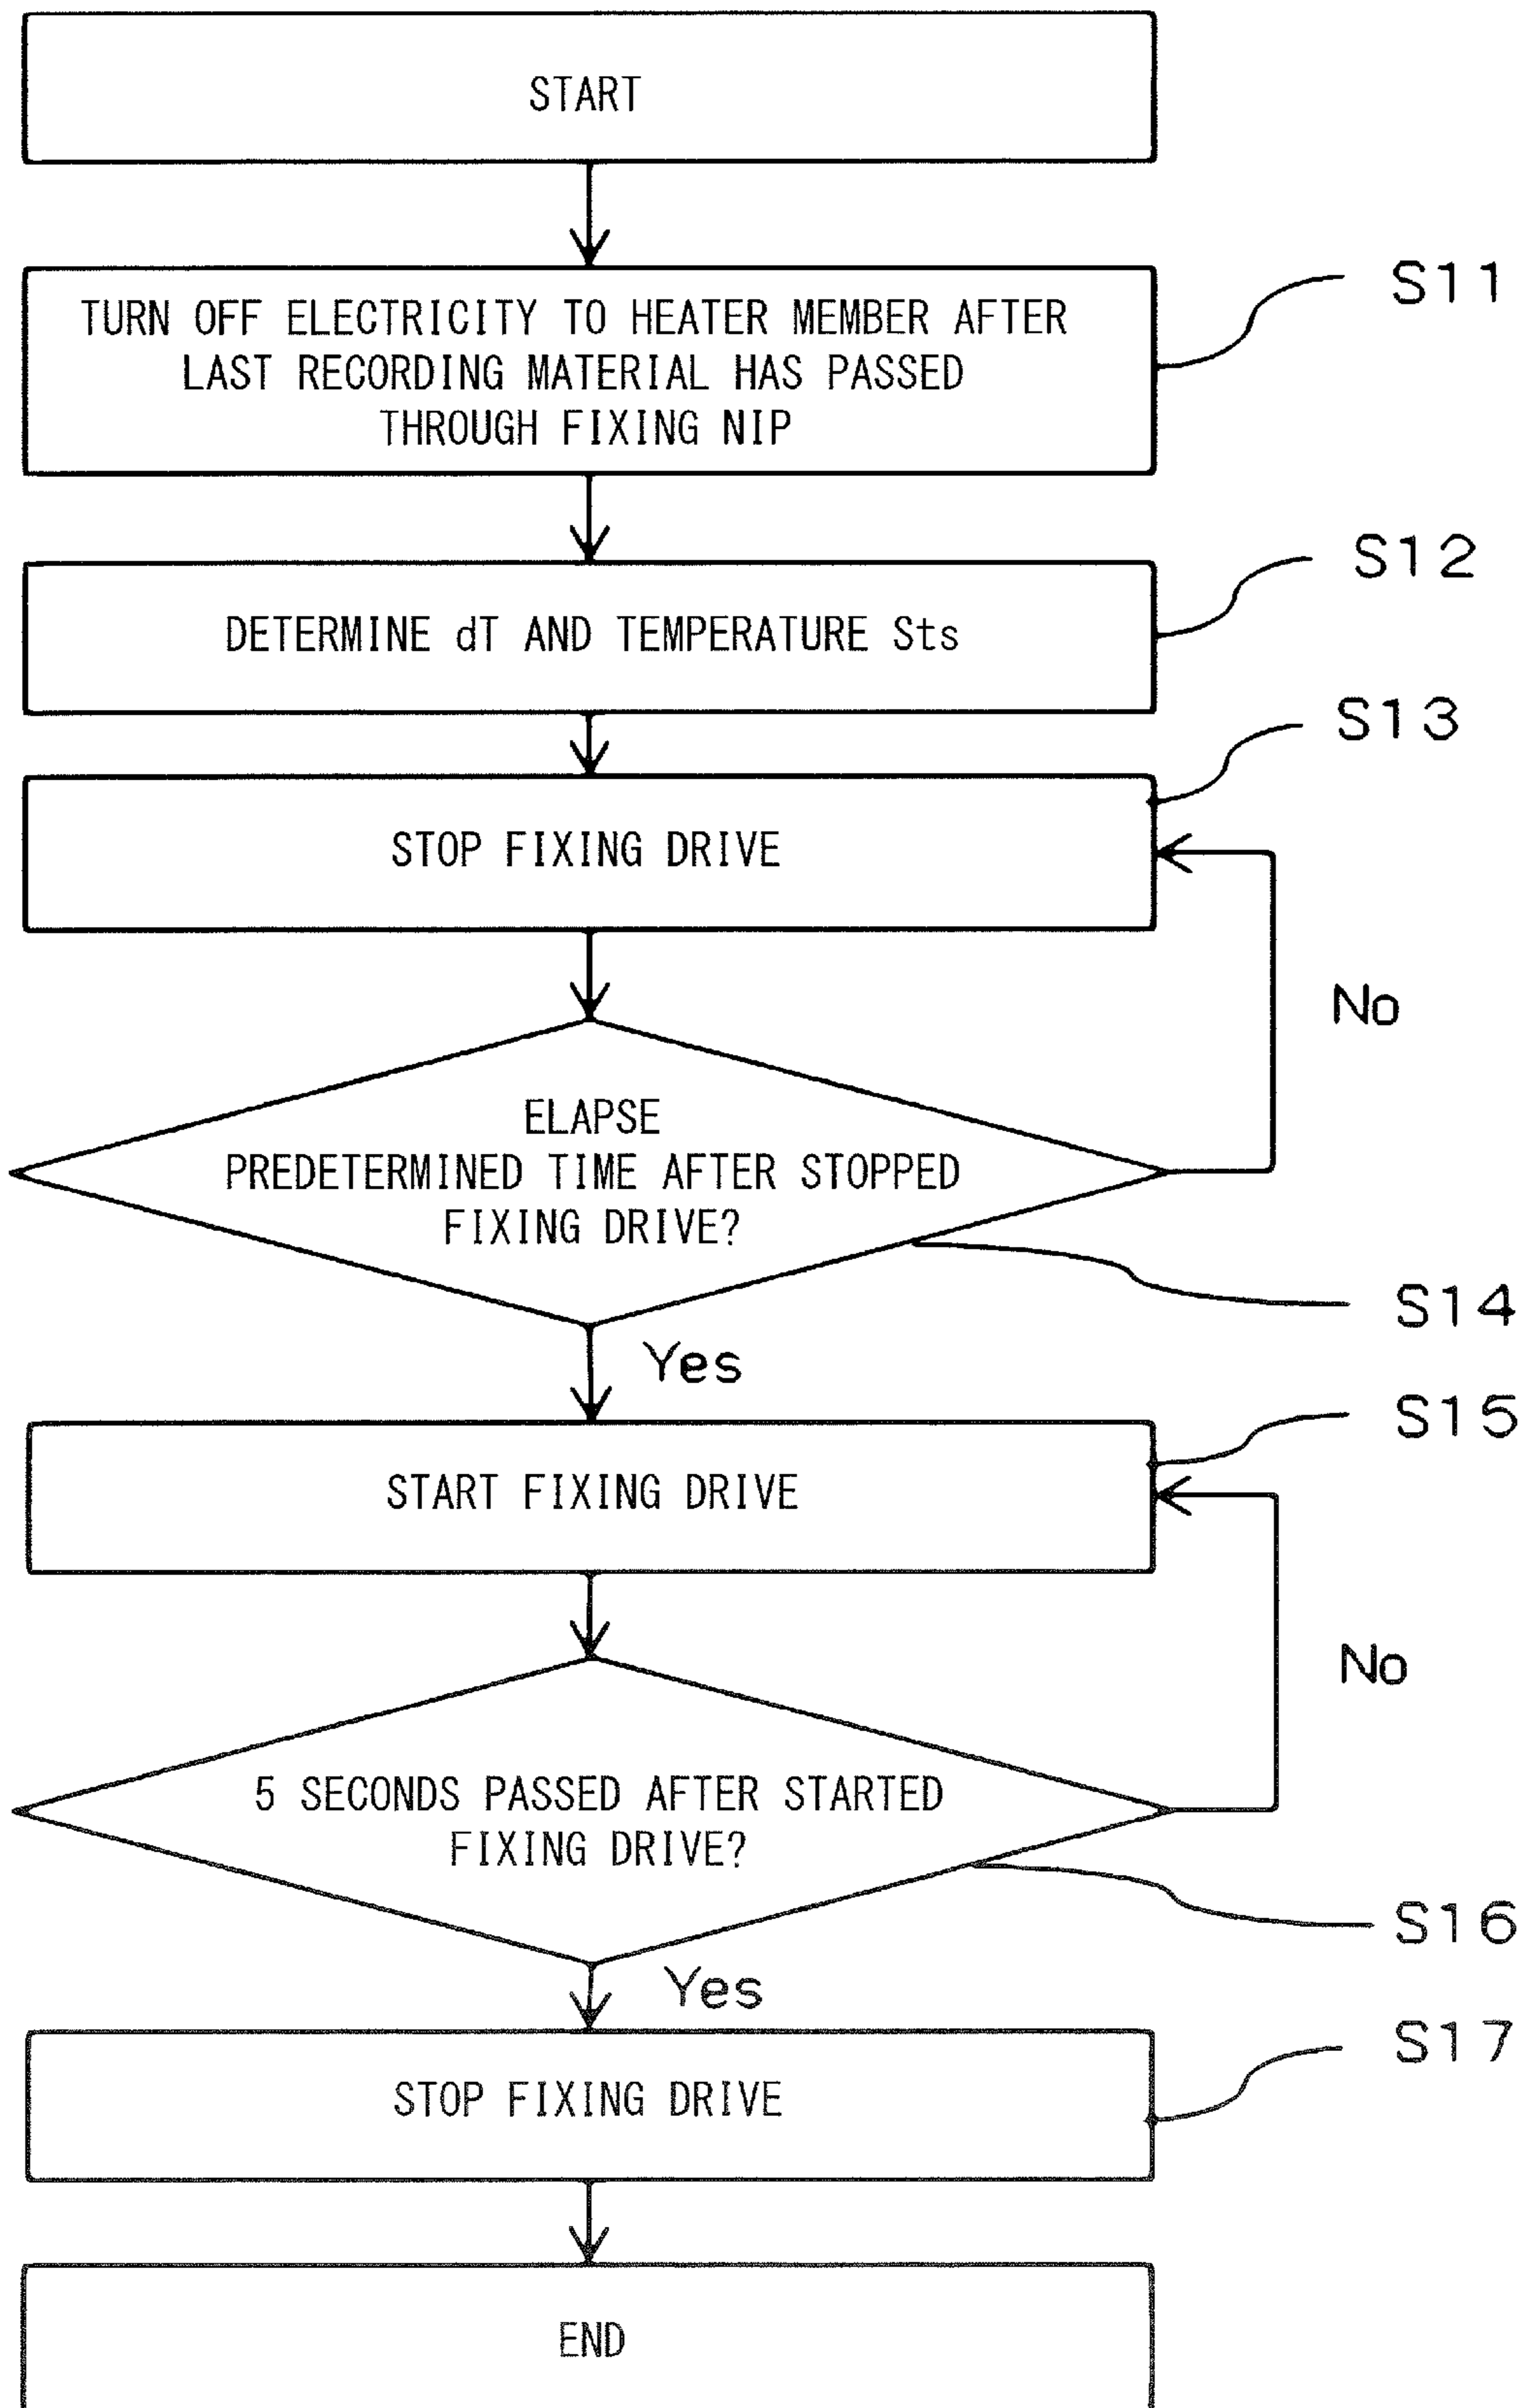 START
TURN OFF ELECTRICITY TO HEATER MEMBER AFTER
LAST RECORDING MATERIAL HAS PASSED
THROUGH FIXING NIP
S11
DETERMINE dT AND TEMPERATURE Sts
S12
STOP FIXING DRIVE
S13
No
ELAPSE
PREDETERMINED TIME AFTER STOPPED
FIXING DRIVE?
S14
Yes
START FIXING DRIVE
S15
No
5 SECONDS PASSED AFTER STARTED
FIXING DRIVE?
S16
Yes
STOP FIXING DRIVE
S17
END